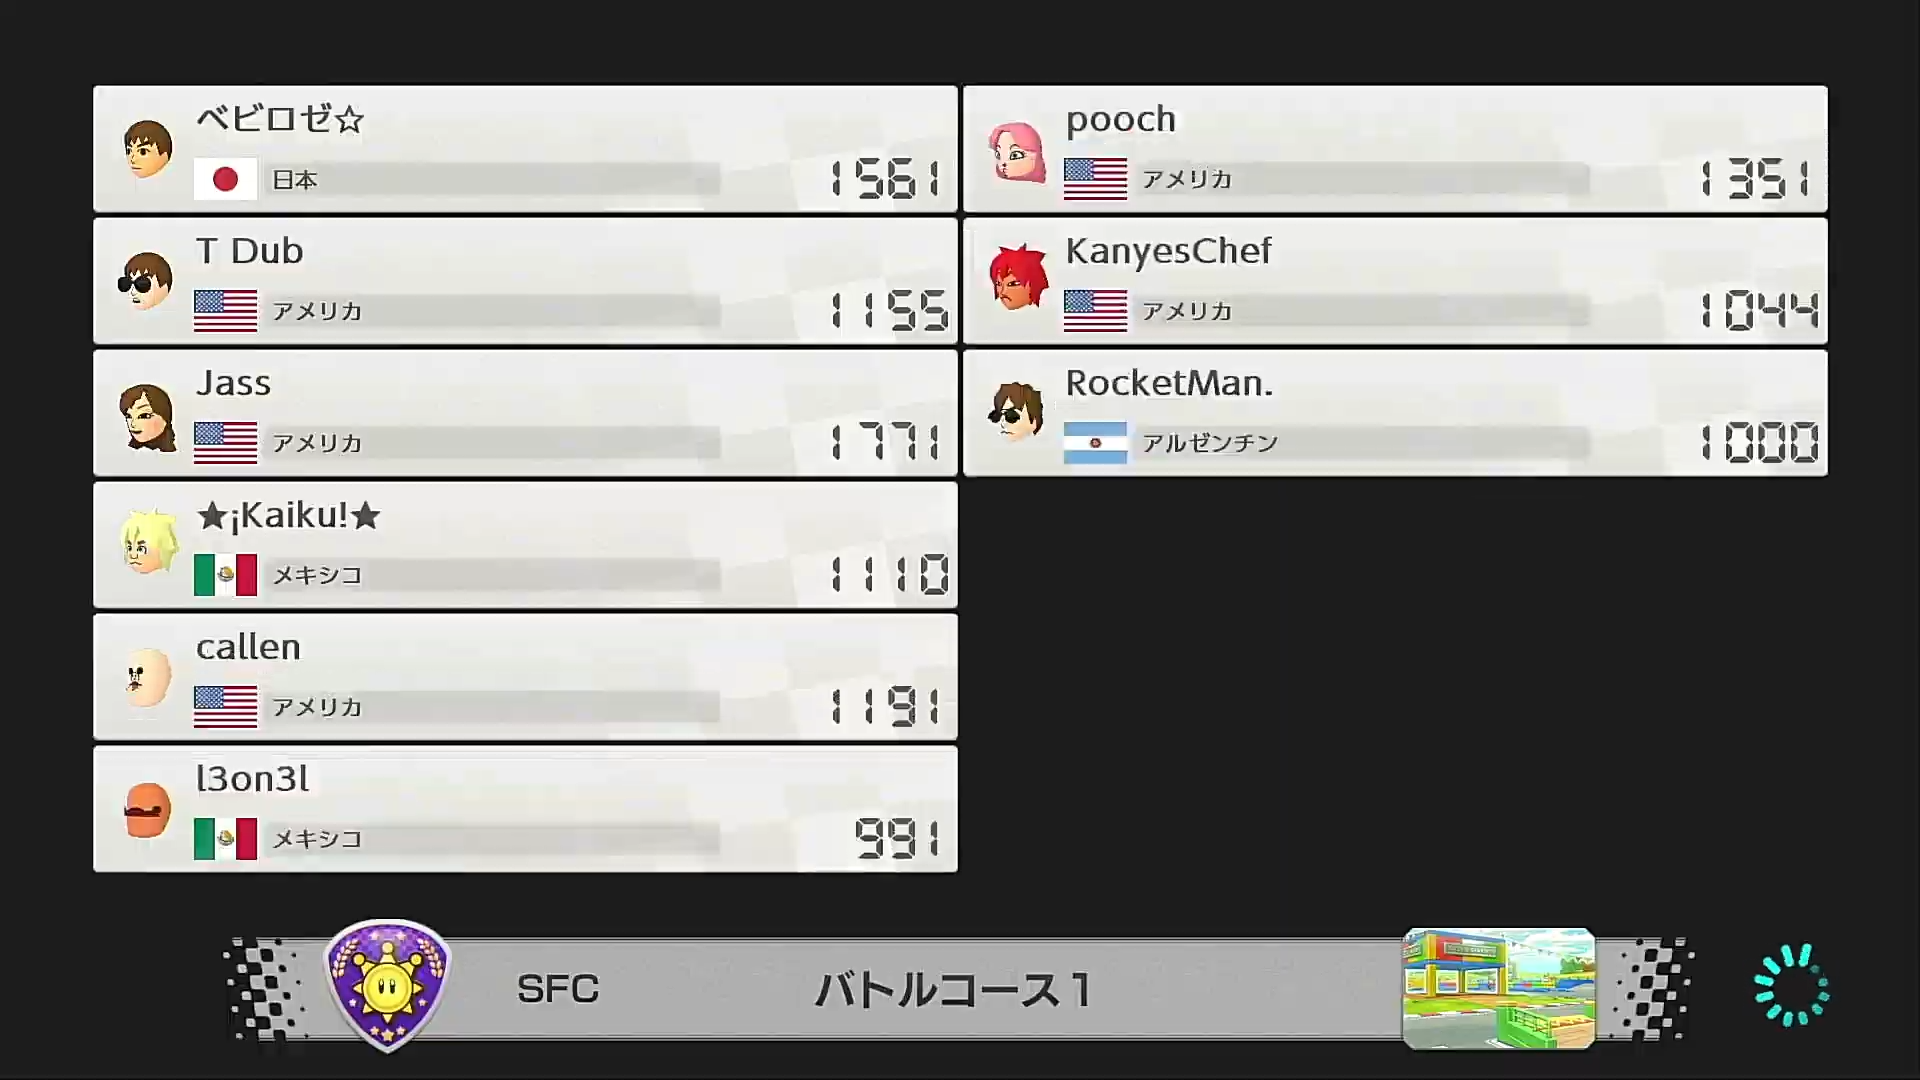 ベビロゼ☆
日本
1561
T Dub
アメリカ
1155
Jass
アメリカ
1771
★¡Kaiku!★
メキシコ
1110
callen
アメリカ
1191
l3on3l
メキシコ
991
pooch
アメリカ
1351
KanyesChef
アメリカ
1044
RocketMan.
アルゼンチン
1000
SFC バトルコース1